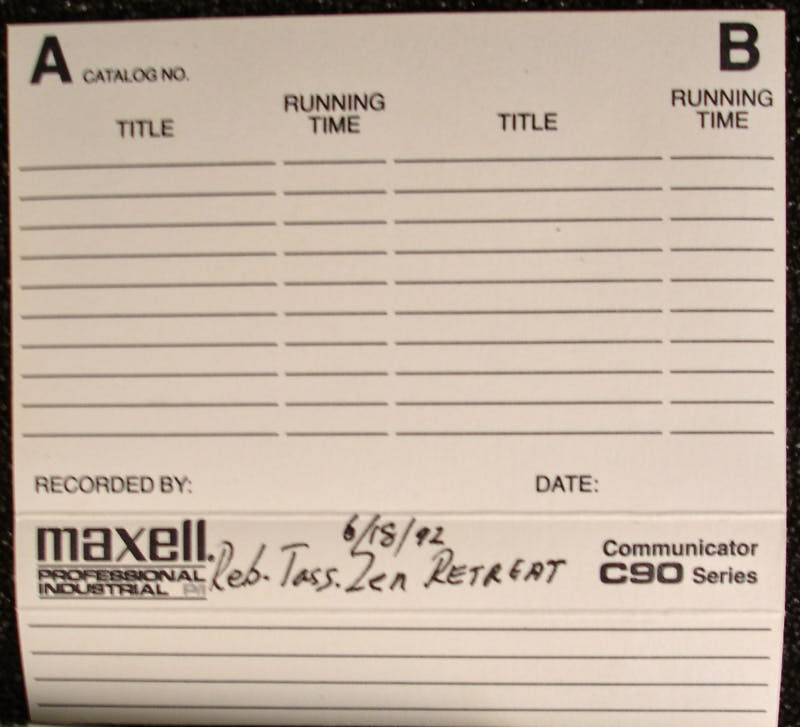 A CATALOG NO. B
TITLE RUNNING TIME TITLE RUNNING TIME
RECORDED BY: DATE:
6/18/92
maxell. Reb. Tass. Zen RETREAT Communicator
PROFESSIONAL C90 Series
INDUSTRIAL P/I